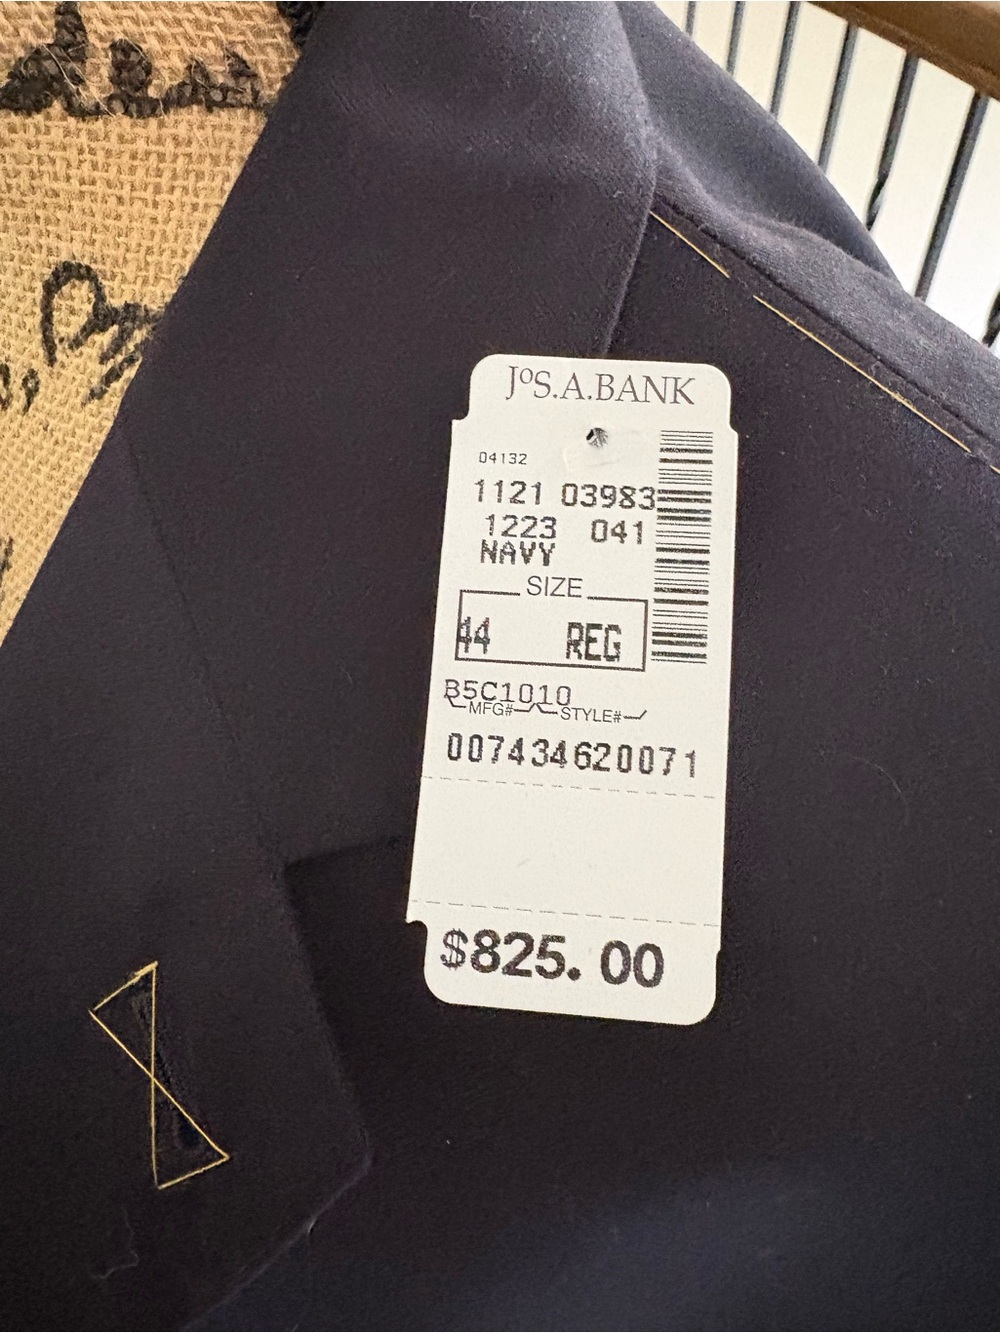 JoS.A.BANK
04132
1121 03983
1223 041
NAVY
SIZE
44 REG
B5C1010
MFG# STYLE#
007434620071
$825.00